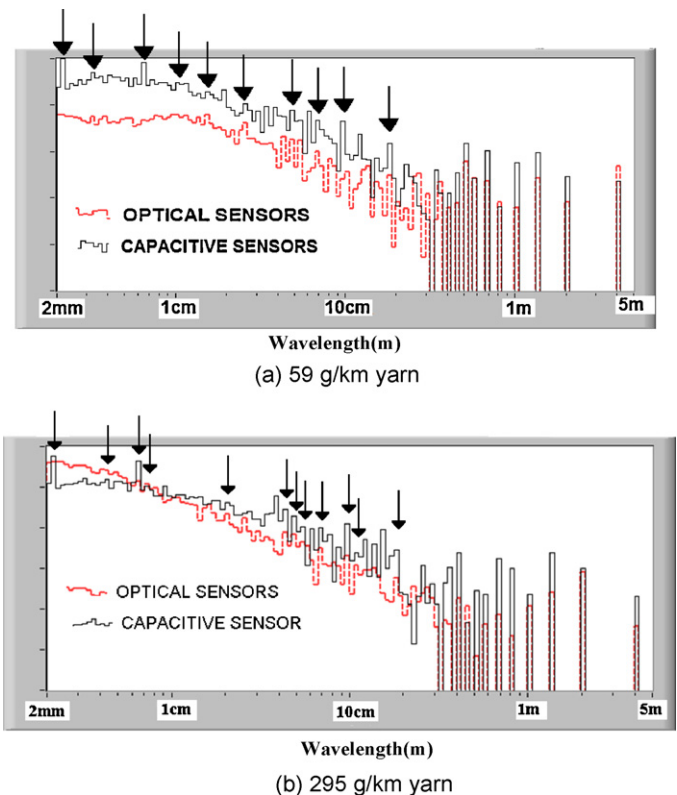 OPTICAL SENSORS
CAPACITIVE SENSORS
2mm 1cm 10cm 1m 5m
Wavelength(m)
(a) 59 g/km yarn
OPTICAL SENSORS
CAPACITIVE SENSOR
2mm 1cm 10cm 1m 5m
Wavelength(m)
(b) 295 g/km yarn